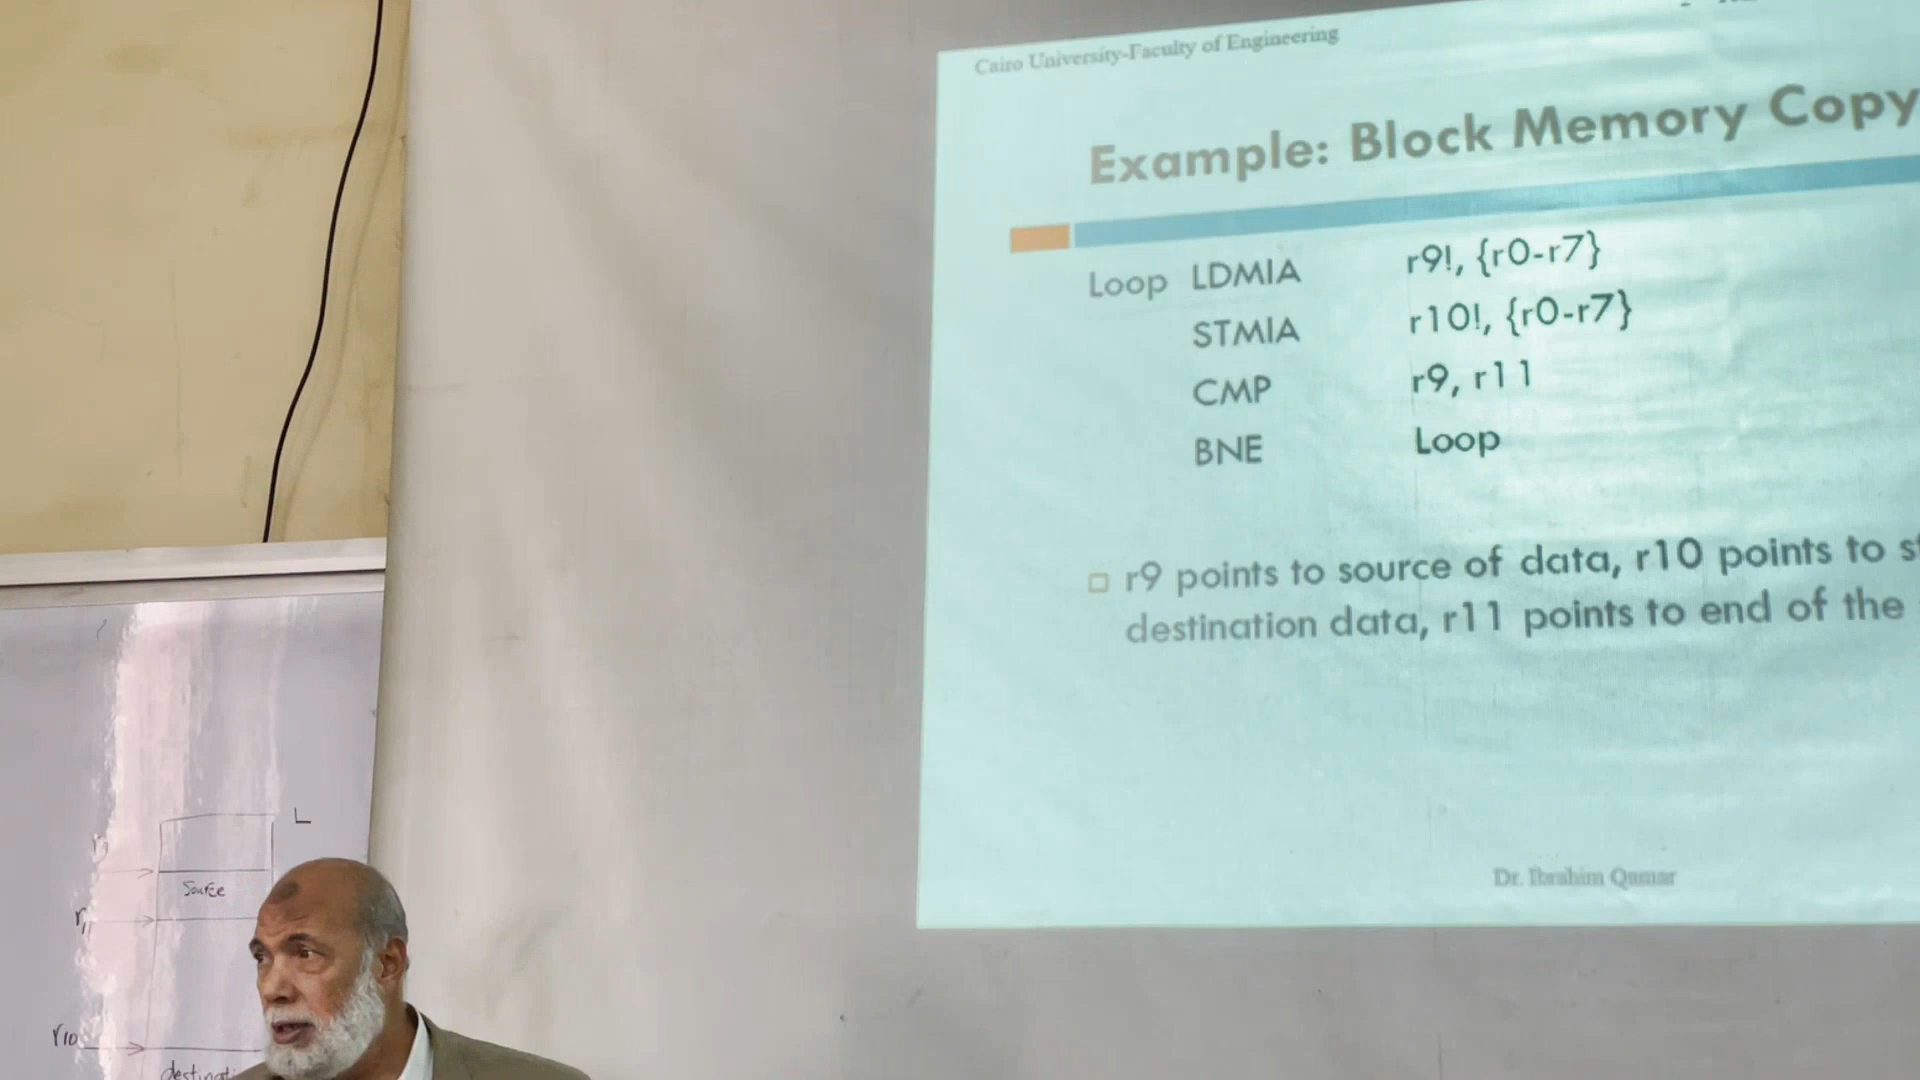 Cairo University-Faculty of Engineering
Example: Block Memory Copy
Loop LDMIA r9!, {r0-r7}
STMIA r10!, {r0-r7}
CMP r9, r11
BNE Loop
r9 points to source of data, r10 points to
destination data, r11 points to end of the
Dr. Ibrahim Qamar
L
Source
r10